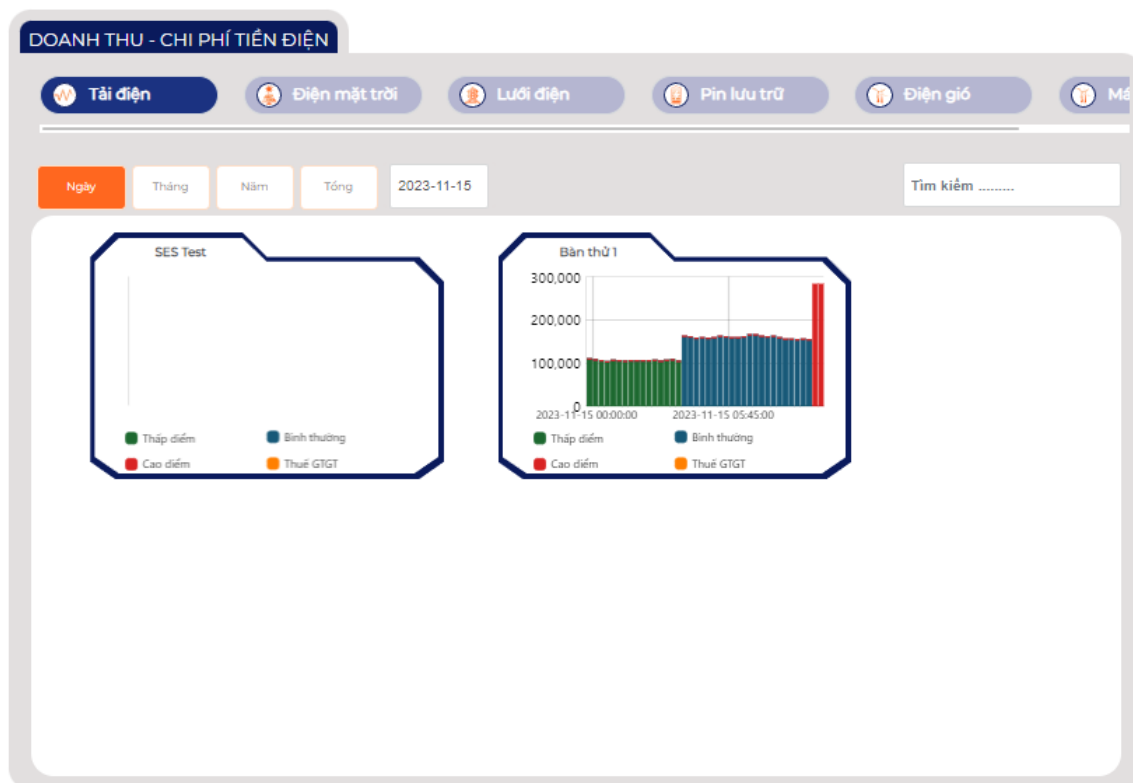 DOANH THU - CHI PHÍ TIỀN ĐIỆN
Tải điện Điện mặt trời Lưới điện Pin lưu trữ Điện gió Má
Ngày Tháng Năm Tổng 2023-11-15 Tìm kiếm .........
SES Test
Thấp điểm Bình thường
Cao điểm Thuế GTGT
Bàn thử 1
300,000
200,000
100,000
0
2023-11-15 00:00:00 2023-11-15 05:45:00
Thấp điểm Bình thường
Cao điểm Thuế GTGT